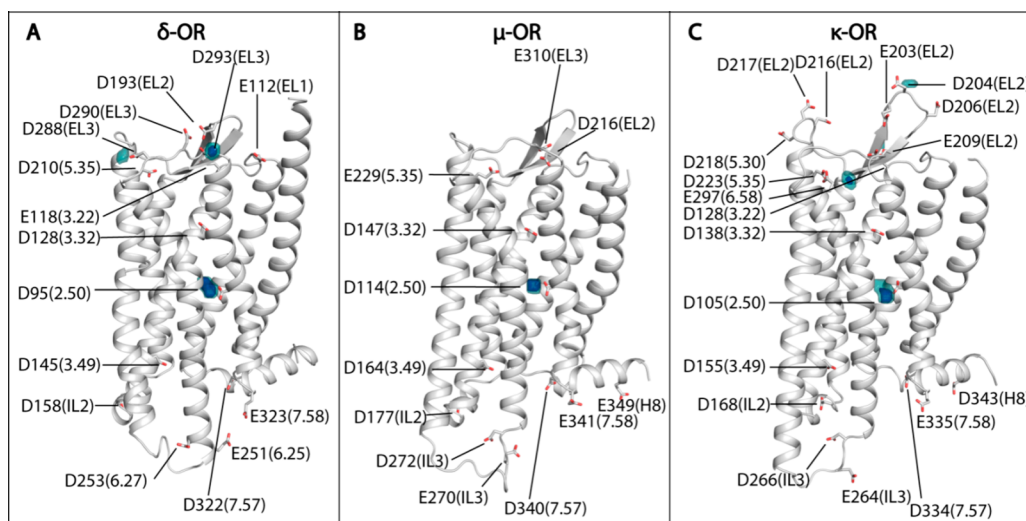 A
δ-OR
D293(EL3)
D193(EL2)
E112(EL1)
D290(EL3)
D288(EL3)
D210(5.35)
E118(3.22)
D128(3.32)
D95(2.50)
D145(3.49)
D158(IL2)
E323(7.58)
E251(6.25)
D253(6.27)
D322(7.57)
B
μ-OR
E310(EL3)
D216(EL2)
E229(5.35)
D147(3.32)
D114(2.50)
D164(3.49)
E349(H8)
D177(IL2)
E341(7.58)
D272(IL3)
E270(IL3)
D340(7.57)
C
κ-OR
E203(EL2)
D217(EL2)
D216(EL2)
D204(EL2)
D206(EL2)
E209(EL2)
D218(5.30)
D223(5.35)
E297(6.58)
D128(3.22)
D138(3.32)
D105(2.50)
D155(3.49)
D343(H8)
D168(IL2)
E335(7.58)
D266(IL3)
E264(IL3)
D334(7.57)